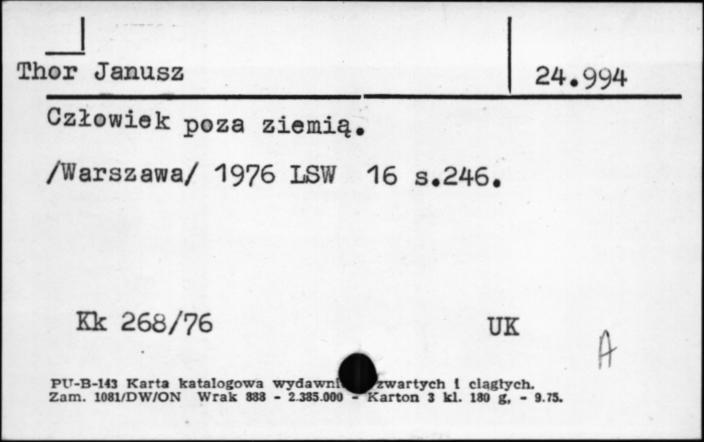 Thor Janusz 24.994
Człowiek poza ziemią.
/Warszawa/ 1976 LSW 16 s.246.
Kk 268/76 UK
A
PU-B-143 Karta katalogowa wydawni zwartych i ciągłych.
Zam. 1081/DW/ON Wrak 888 - 2.385.000 - Karton 3 kl. 180 g, - 9.75.